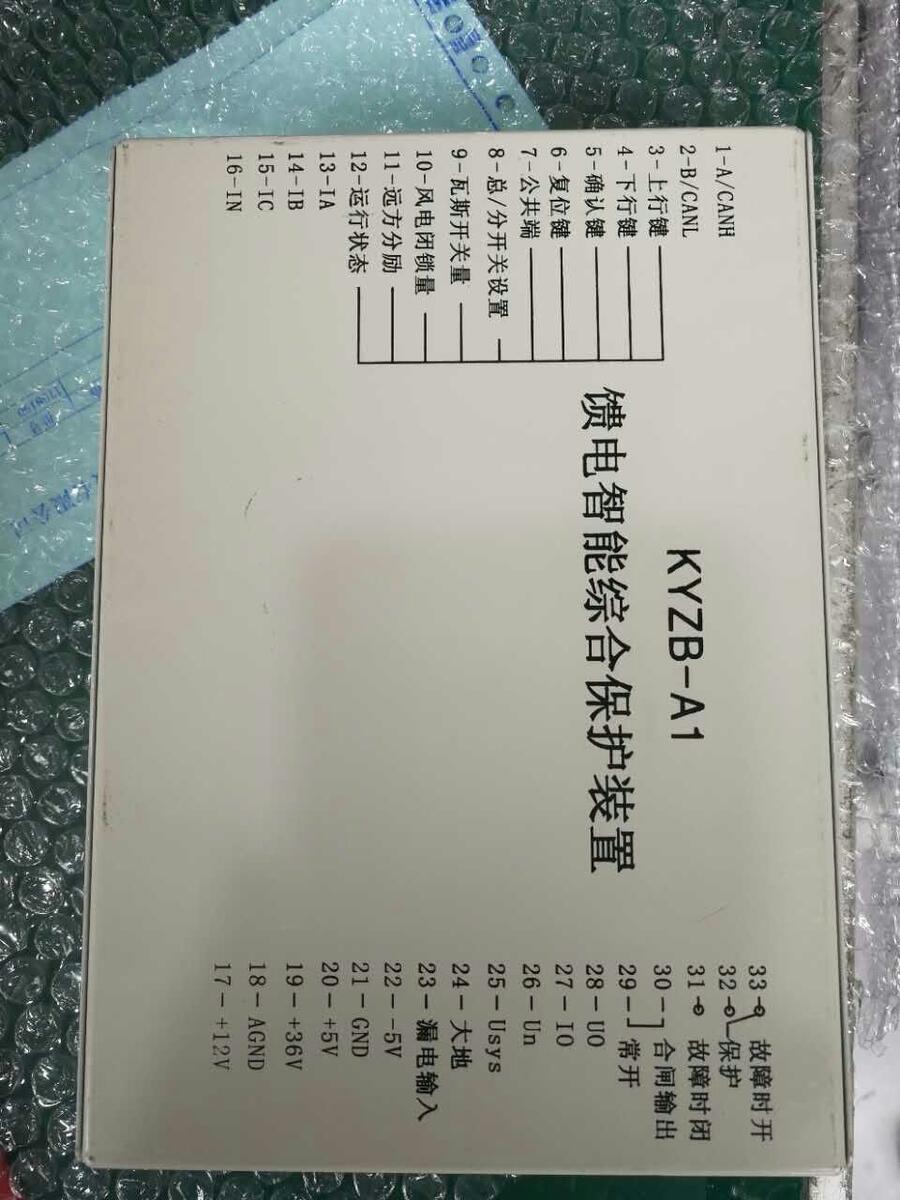 KYZB-A1
馈电智能综合保护装置
1-A/CANH
2-B/CANL
3-上行键
4-下行键
5-确认键
6-复位键
7-公共端
8-总/分开关设置
9-瓦斯开关量
10-风电闭锁量
11-远方分励
12-运行状态
13-IA
14-IB
15-IC
16-IN
33 故障时开
32 保护
31 故障时闭
30- 合闸输出
29- 常开
28-U0
27-I0
26-Un
25-Usys
24-大地
23-漏电输入
22--5V
21-GND
20-+5V
19-+36V
18-AGND
17-+12V